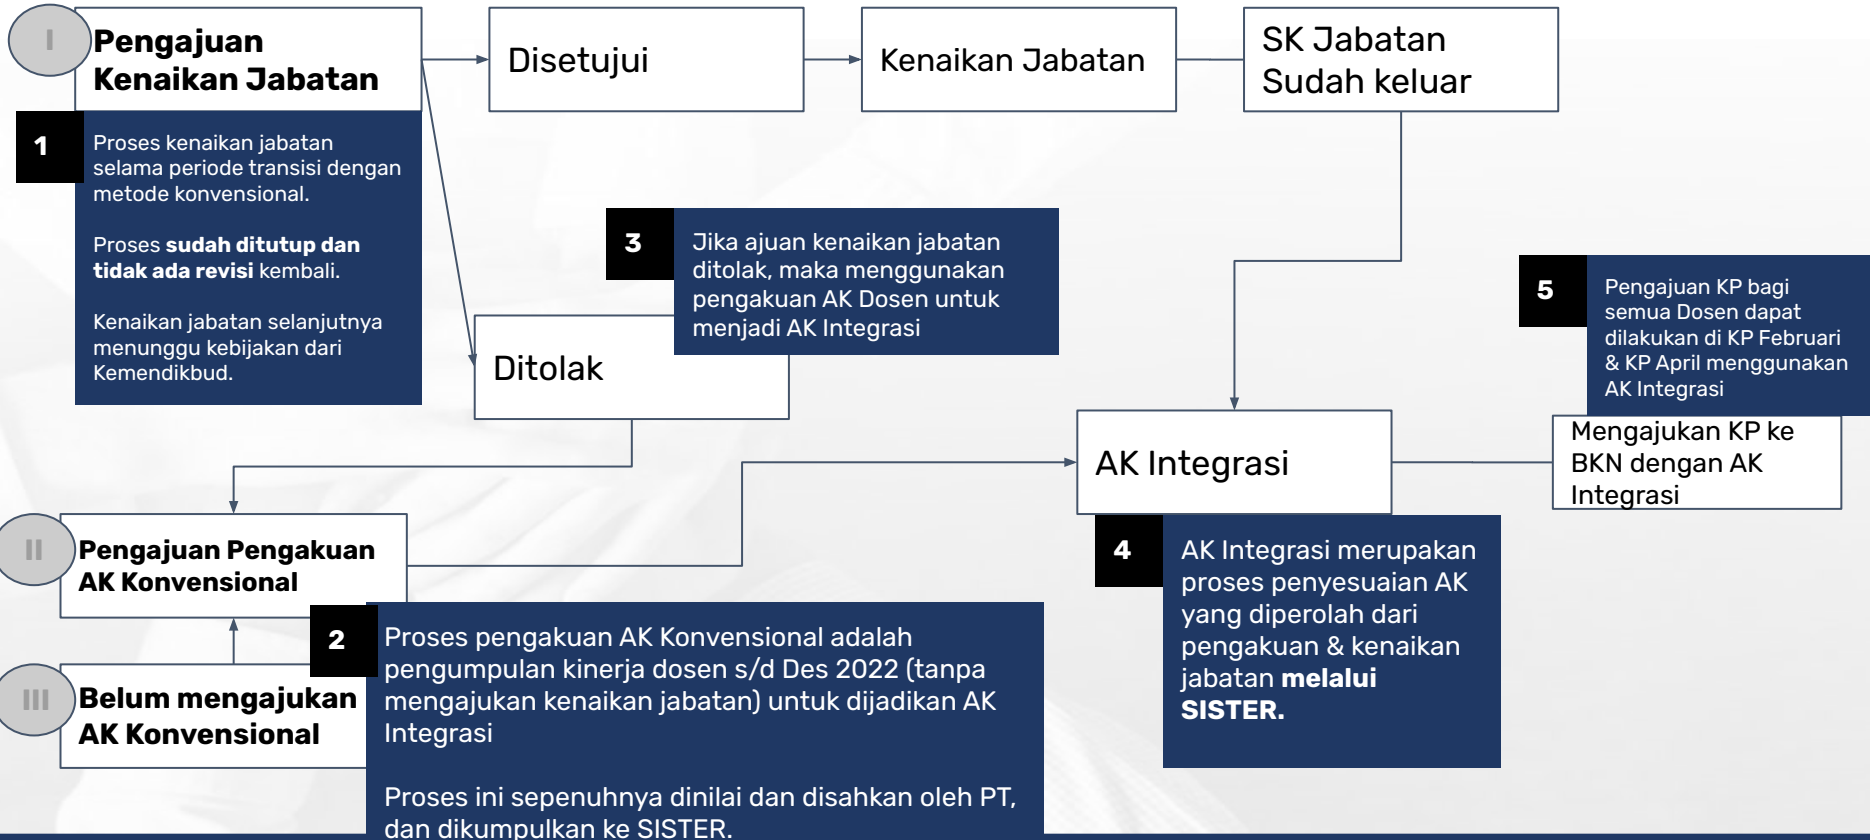 I
Pengajuan
Kenaikan Jabatan
Disetujui
Kenaikan Jabatan
SK Jabatan
Sudah keluar
1
Proses kenaikan jabatan
selama periode transisi dengan
metode konvensional.
Proses sudah ditutup dan
tidak ada revisi kembali.
Kenaikan jabatan selanjutnya
menunggu kebijakan dari
Kemendikbud.
3
Jika ajuan kenaikan jabatan
ditolak, maka menggunakan
pengakuan AK Dosen untuk
menjadi AK Integrasi
Ditolak
5
Pengajuan KP bagi
semua Dosen dapat
dilakukan di KP Februari
& KP April menggunakan
AK Integrasi
AK Integrasi
Mengajukan KP ke
BKN dengan AK
Integrasi
II
Pengajuan Pengakuan
AK Konvensional
4
AK Integrasi merupakan
proses penyesuaian AK
yang diperolah dari
pengakuan & kenaikan
jabatan melalui
SISTER.
III
Belum mengajukan
AK Konvensional
2
Proses pengakuan AK Konvensional adalah
pengumpulan kinerja dosen s/d Des 2022 (tanpa
mengajukan kenaikan jabatan) untuk dijadikan AK
Integrasi
Proses ini sepenuhnya dinilai dan disahkan oleh PT,
dan dikumpulkan ke SISTER.